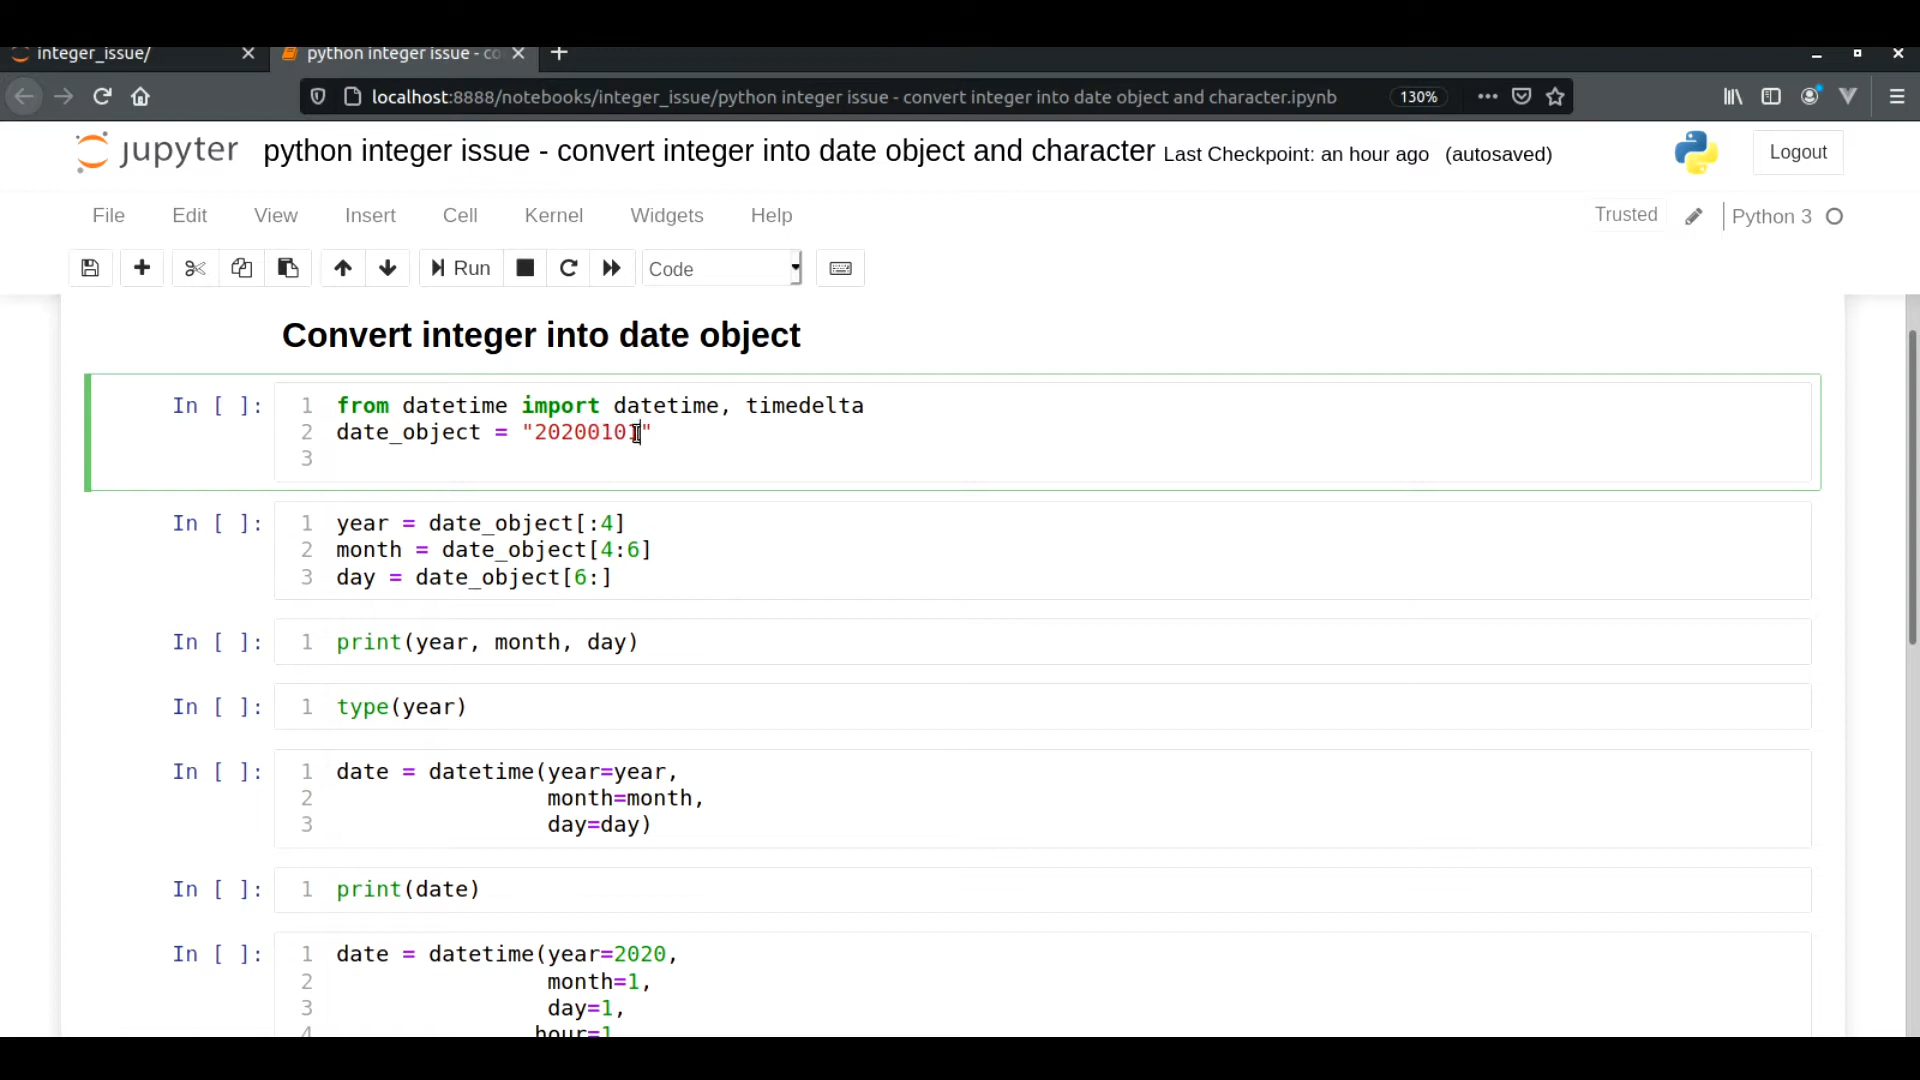 integer_issue/
python integer issue - co
localhost:8888/notebooks/integer_issue/python integer issue - convert integer into date object and character.ipynb
130%
jupyter python integer issue - convert integer into date object and character Last Checkpoint: an hour ago (autosaved)
Logout
File Edit View Insert Cell Kernel Widgets Help
Trusted Python 3
Run Code
Convert integer into date object
In [ ]: 1 from datetime import datetime, timedelta
2 date_object = "20200101"
3
In [ ]: 1 year = date_object[:4]
2 month = date_object[4:6]
3 day = date_object[6:]
In [ ]: 1 print(year, month, day)
In [ ]: 1 type(year)
In [ ]: 1 date = datetime(year=year,
2 month=month,
3 day=day)
In [ ]: 1 print(date)
In [ ]: 1 date = datetime(year=2020,
2 month=1,
3 day=1,
4 hour=1